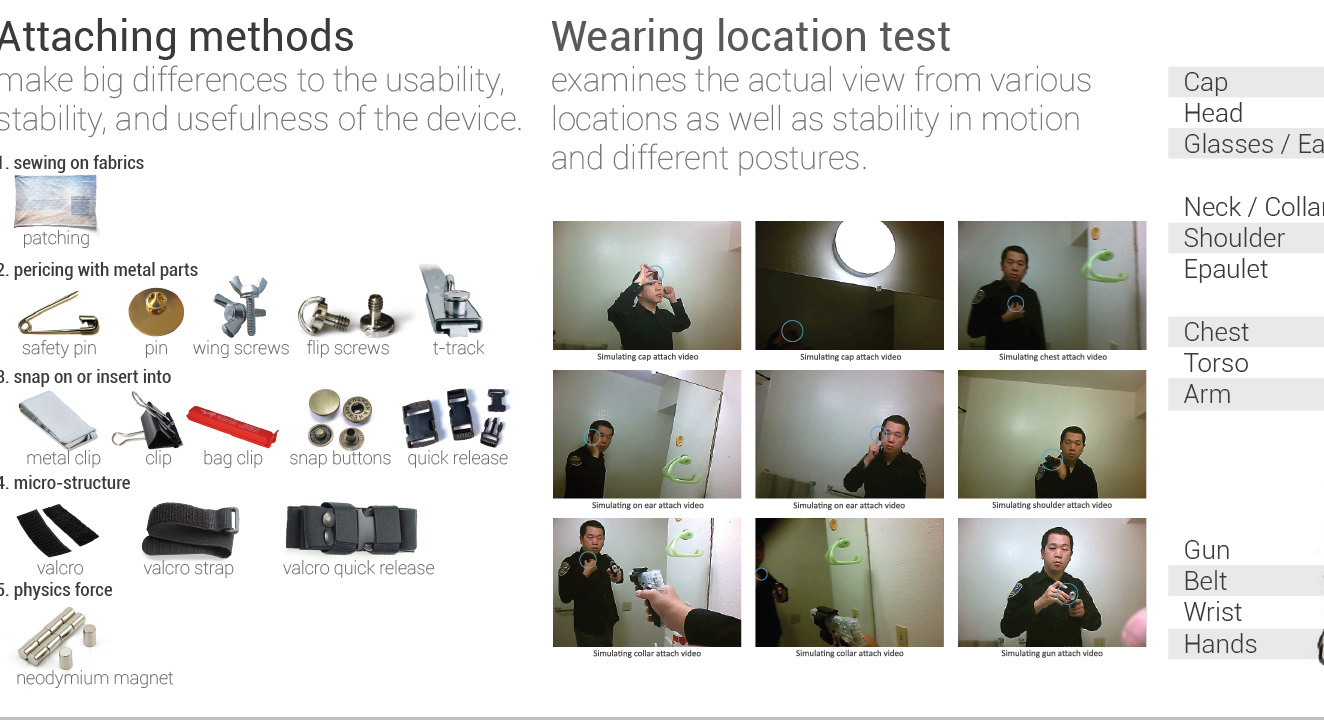 Attaching methods
make big differences to the usability,
stability, and usefulness of the device.
1. sewing on fabrics
patching
2. pericing with metal parts
safety pin
pin
wing screws
flip screws
t-track
3. snap on or insert into
metal clip
clip
bag clip
snap buttons
quick release
4. micro-structure
valcro
valcro strap
valcro quick release
5. physics force
neodymium magnet
Wearing location test
examines the actual view from various
locations as well as stability in motion
and different postures.
Simulating cap attach video
Simulating cap attach video
Simulating chest attach video
Simulating on ear attach video
Simulating on ear attach video
Simulating shoulder attach video
Simulating collar attach video
Simulating collar attach video
Simulating gun attach video
Cap
Head
Glasses / Ea
Neck / Collar
Shoulder
Epaulet
Chest
Torso
Arm
Gun
Belt
Wrist
Hands